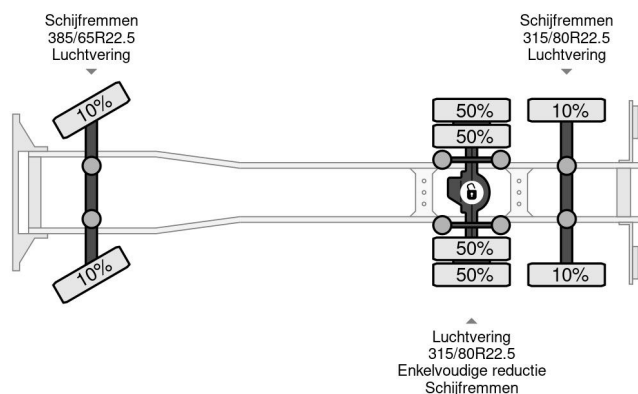 Schijfremmen
385/65R22.5
Luchtvering
Schijfremmen
315/80R22.5
Luchtvering
10%
50%
50%
10%
10%
50%
50%
10%
Luchtvering
315/80R22.5
Enkelvoudige reductie
Schijfremmen